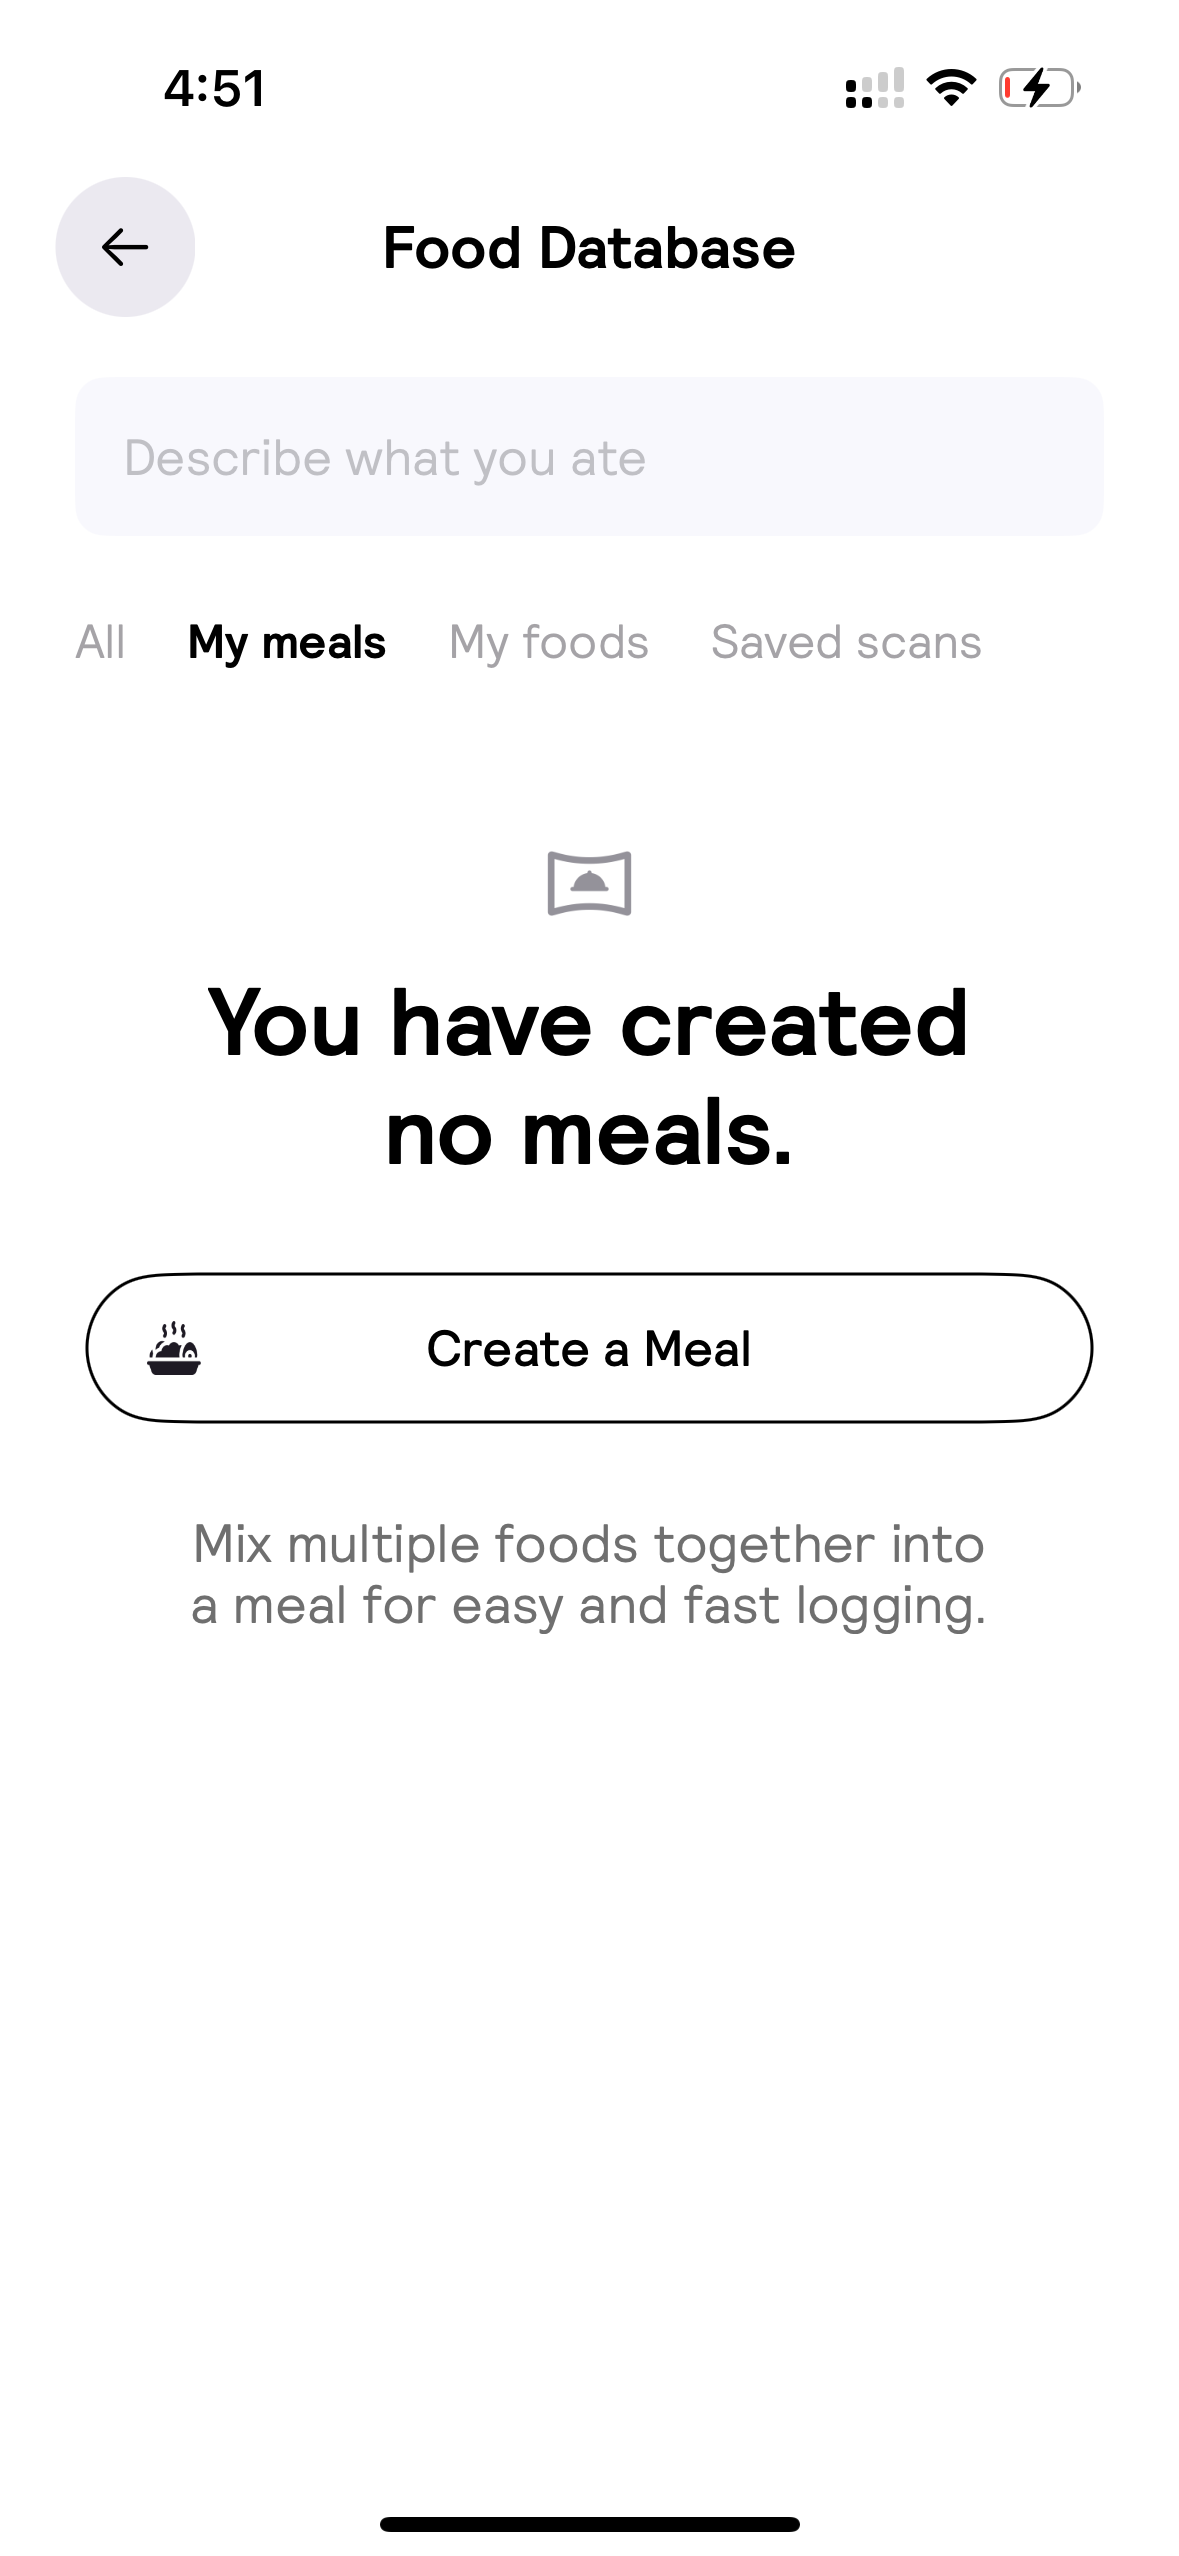 4:51
Food Database
Describe what you ate
All My meals My foods Saved scans
You have created
no meals.
Create a Meal
Mix multiple foods together into
a meal for easy and fast logging.